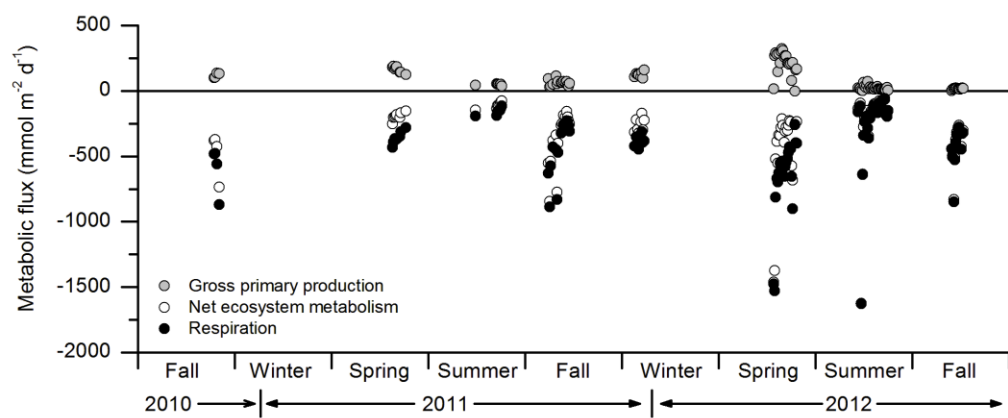 Metabolic flux (mmol m⁻² d⁻¹)
500
0
-500
-1000
-1500
-2000
Gross primary production
Net ecosystem metabolism
Respiration
Fall Winter Spring Summer Fall Winter Spring Summer Fall
2010 2011 2012